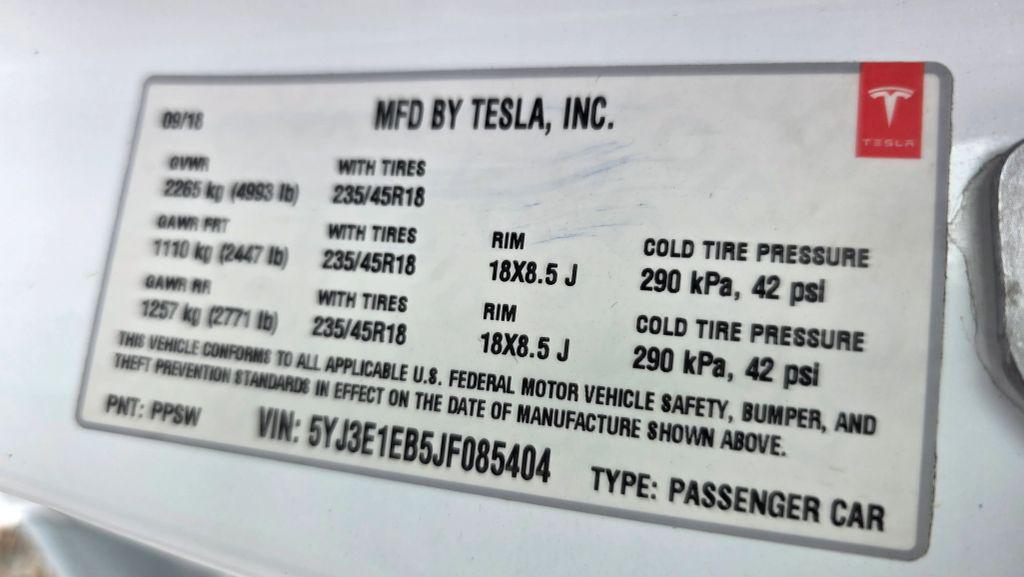 09/18
MFD BY TESLA, INC.
TESLA
GVWR
2265 kg (4993 lb)
WITH TIRES
235/45R18
GAWR FRT
1110 kg (2447 lb)
WITH TIRES
235/45R18
RIM
18X8.5 J
COLD TIRE PRESSURE
290 kPa, 42 psi
GAWR RR
1257 kg (2771 lb)
WITH TIRES
235/45R18
RIM
18X8.5 J
COLD TIRE PRESSURE
290 kPa, 42 psi
THIS VEHICLE CONFORMS TO ALL APPLICABLE U.S. FEDERAL MOTOR VEHICLE SAFETY, BUMPER, AND
THEFT PREVENTION STANDARDS IN EFFECT ON THE DATE OF MANUFACTURE SHOWN ABOVE.
PNT: PPSW
VIN: 5YJ3E1EB5JF085404
TYPE: PASSENGER CAR